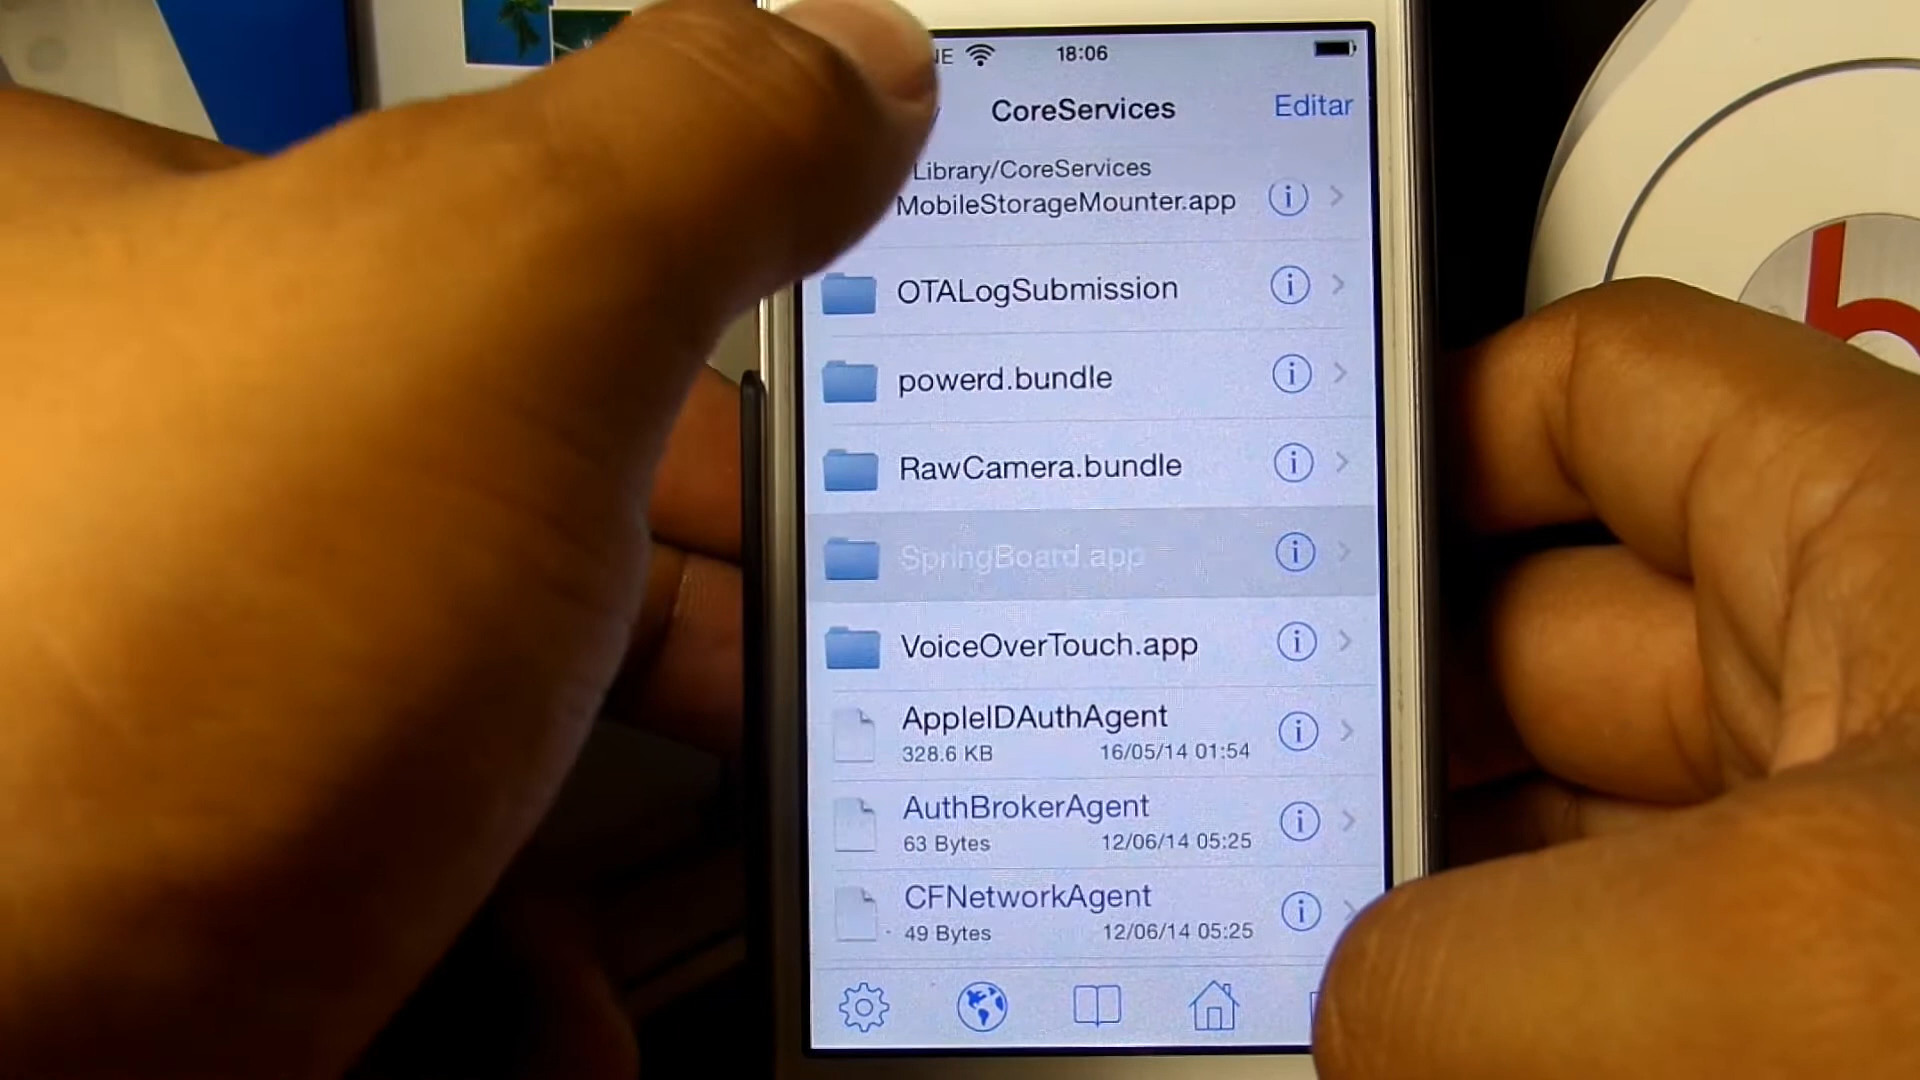 18:06
CoreServices
Editar
Library/CoreServices
MobileStorageMounter.app
OTALogSubmission
powerd.bundle
RawCamera.bundle
SpringBoard.app
VoiceOverTouch.app
AppleIDAuthAgent
328.6 KB 16/05/14 01:54
AuthBrokerAgent
63 Bytes 12/06/14 05:25
CFNetworkAgent
49 Bytes 12/06/14 05:25
b